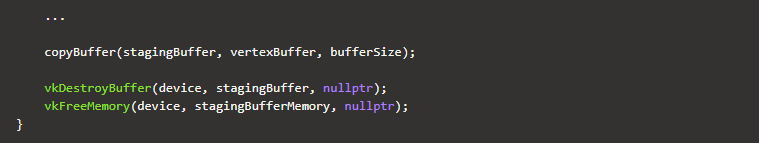 ...
copyBuffer(stagingBuffer, vertexBuffer, bufferSize);
vkDestroyBuffer(device, stagingBuffer, nullptr);
vkFreeMemory(device, stagingBufferMemory, nullptr);
}